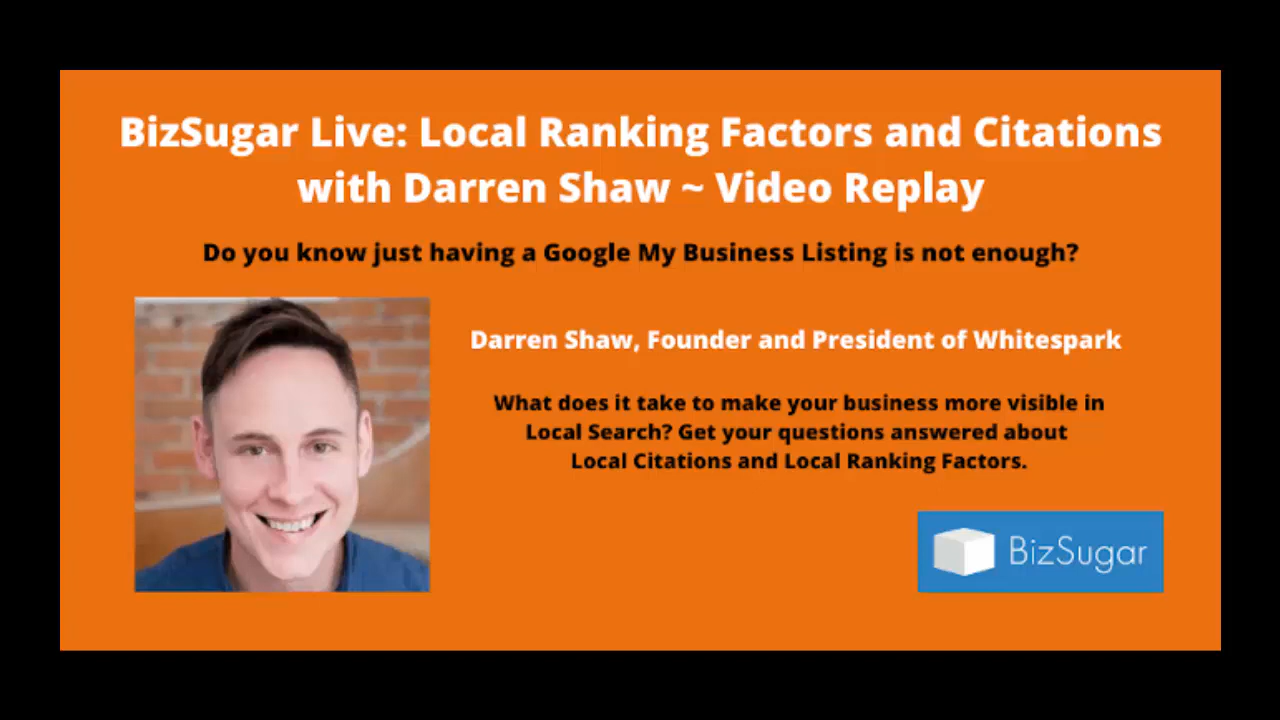 BizSugar Live: Local Ranking Factors and Citations
with Darren Shaw ~ Video Replay
Do you know just having a Google My Business Listing is not enough?
Darren Shaw, Founder and President of Whitespark
What does it take to make your business more visible in
Local Search? Get your questions answered about
Local Citations and Local Ranking Factors.
BizSugar